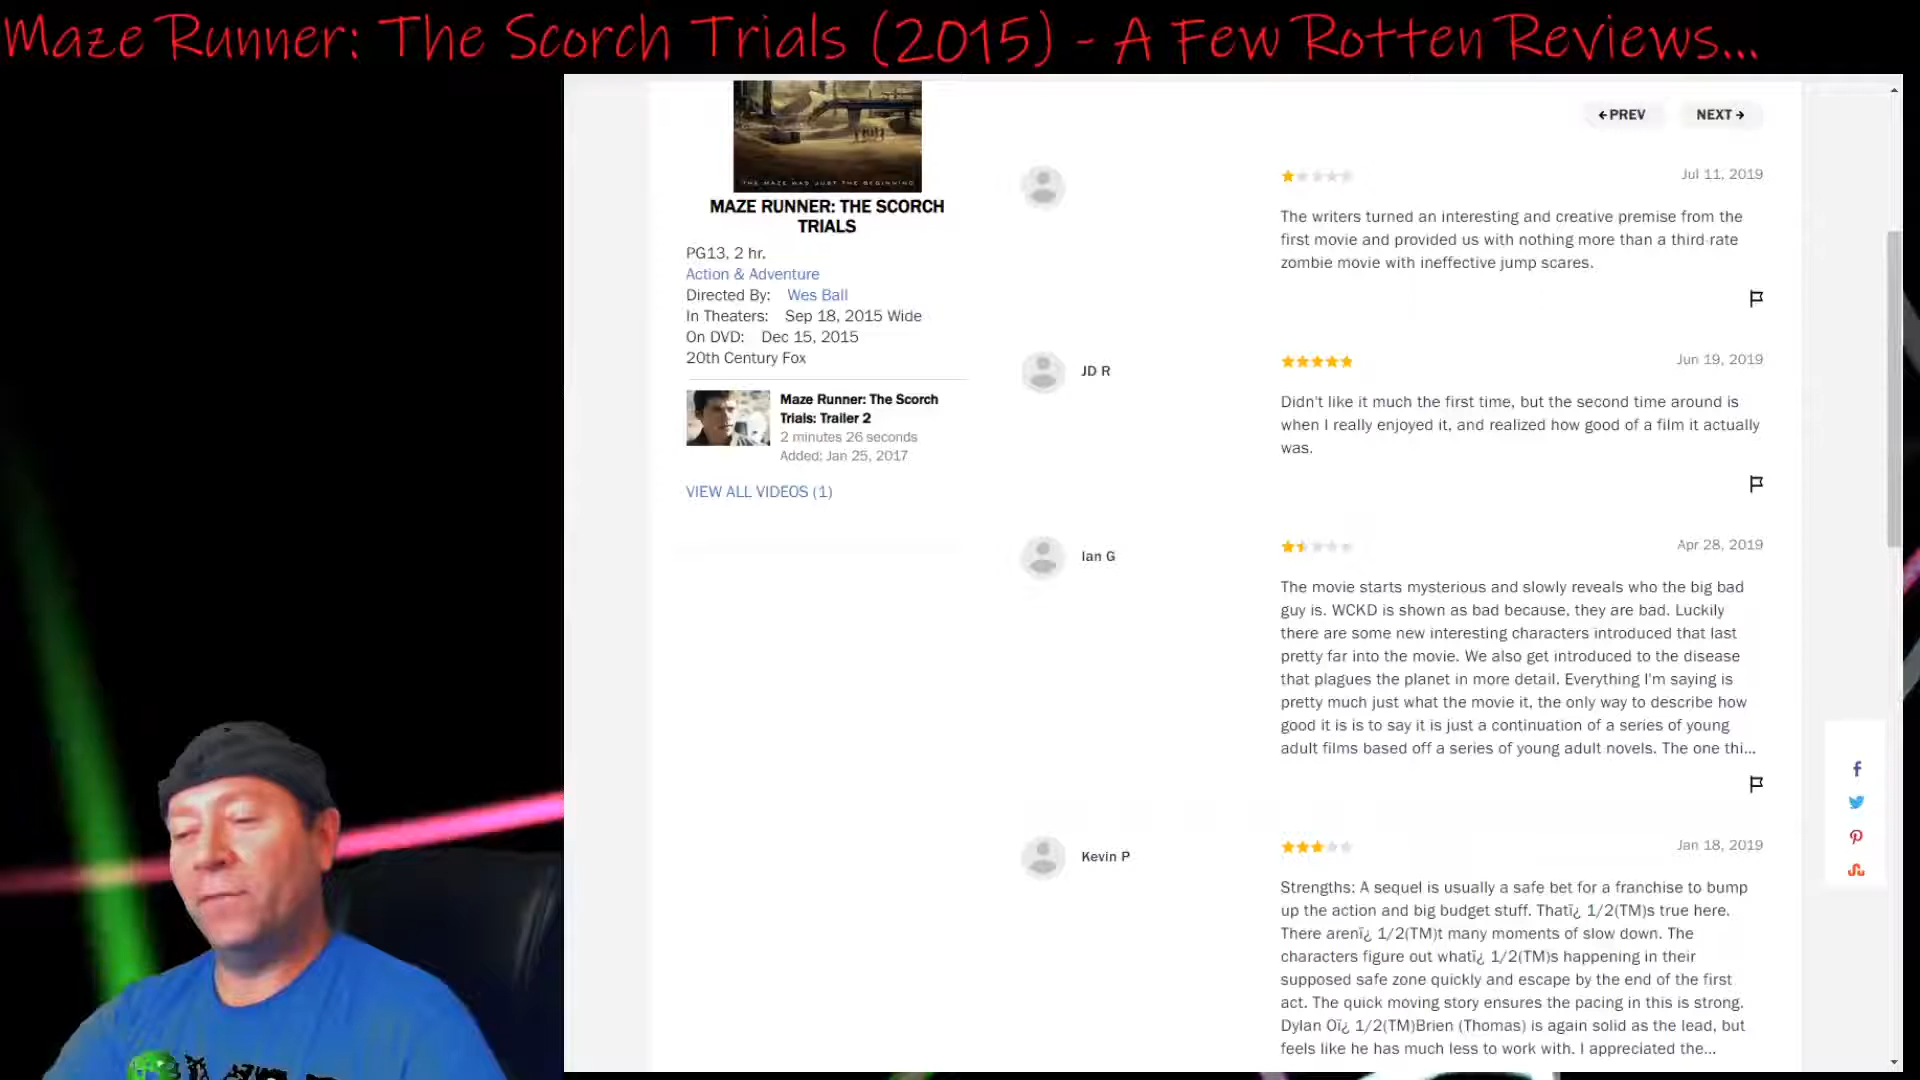 Maze Runner: The Scorch Trials (2015) - A Few Rotten Reviews...
THE MAZE WAS JUST THE BEGINNING
MAZE RUNNER: THE SCORCH
TRIALS
PG13, 2 hr.
Action & Adventure
Directed By: Wes Ball
In Theaters: Sep 18, 2015 Wide
On DVD: Dec 15, 2015
20th Century Fox
Maze Runner: The Scorch
Trials: Trailer 2
2 minutes 26 seconds
Added: Jan 25, 2017
VIEW ALL VIDEOS (1)
PREV NEXT
Jul 11, 2019
The writers turned an interesting and creative premise from the
first movie and provided us with nothing more than a third rate
zombie movie with ineffective jump scares.
JD R
Jun 19, 2019
Didn't like it much the first time, but the second time around is
when I really enjoyed it, and realized how good of a film it actually
was.
Ian G
Apr 28, 2019
The movie starts mysterious and slowly reveals who the big bad
guy is. WCKD is shown as bad because, they are bad. Luckily
there are some new interesting characters introduced that last
pretty far into the movie. We also get introduced to the disease
that plagues the planet in more detail. Everything I'm saying is
pretty much just what the movie it, the only way to describe how
good it is is to say it is just a continuation of a series of young
adult films based off a series of young adult novels. The one thi...
Kevin P
Jan 18, 2019
Strengths: A sequel is usually a safe bet for a franchise to bump
up the action and big budget stuff. Thatï¿ 1/2(TM)s true here.
There arenï¿ 1/2(TM)t many moments of slow down. The
characters figure out whatï¿ 1/2(TM)s happening in their
supposed safe zone quickly and escape by the end of the first
act. The quick moving story ensures the pacing in this is strong.
Dylan Oï¿ 1/2(TM)Brien (Thomas) is again solid as the lead, but
feels like he has much less to work with. I appreciated the...